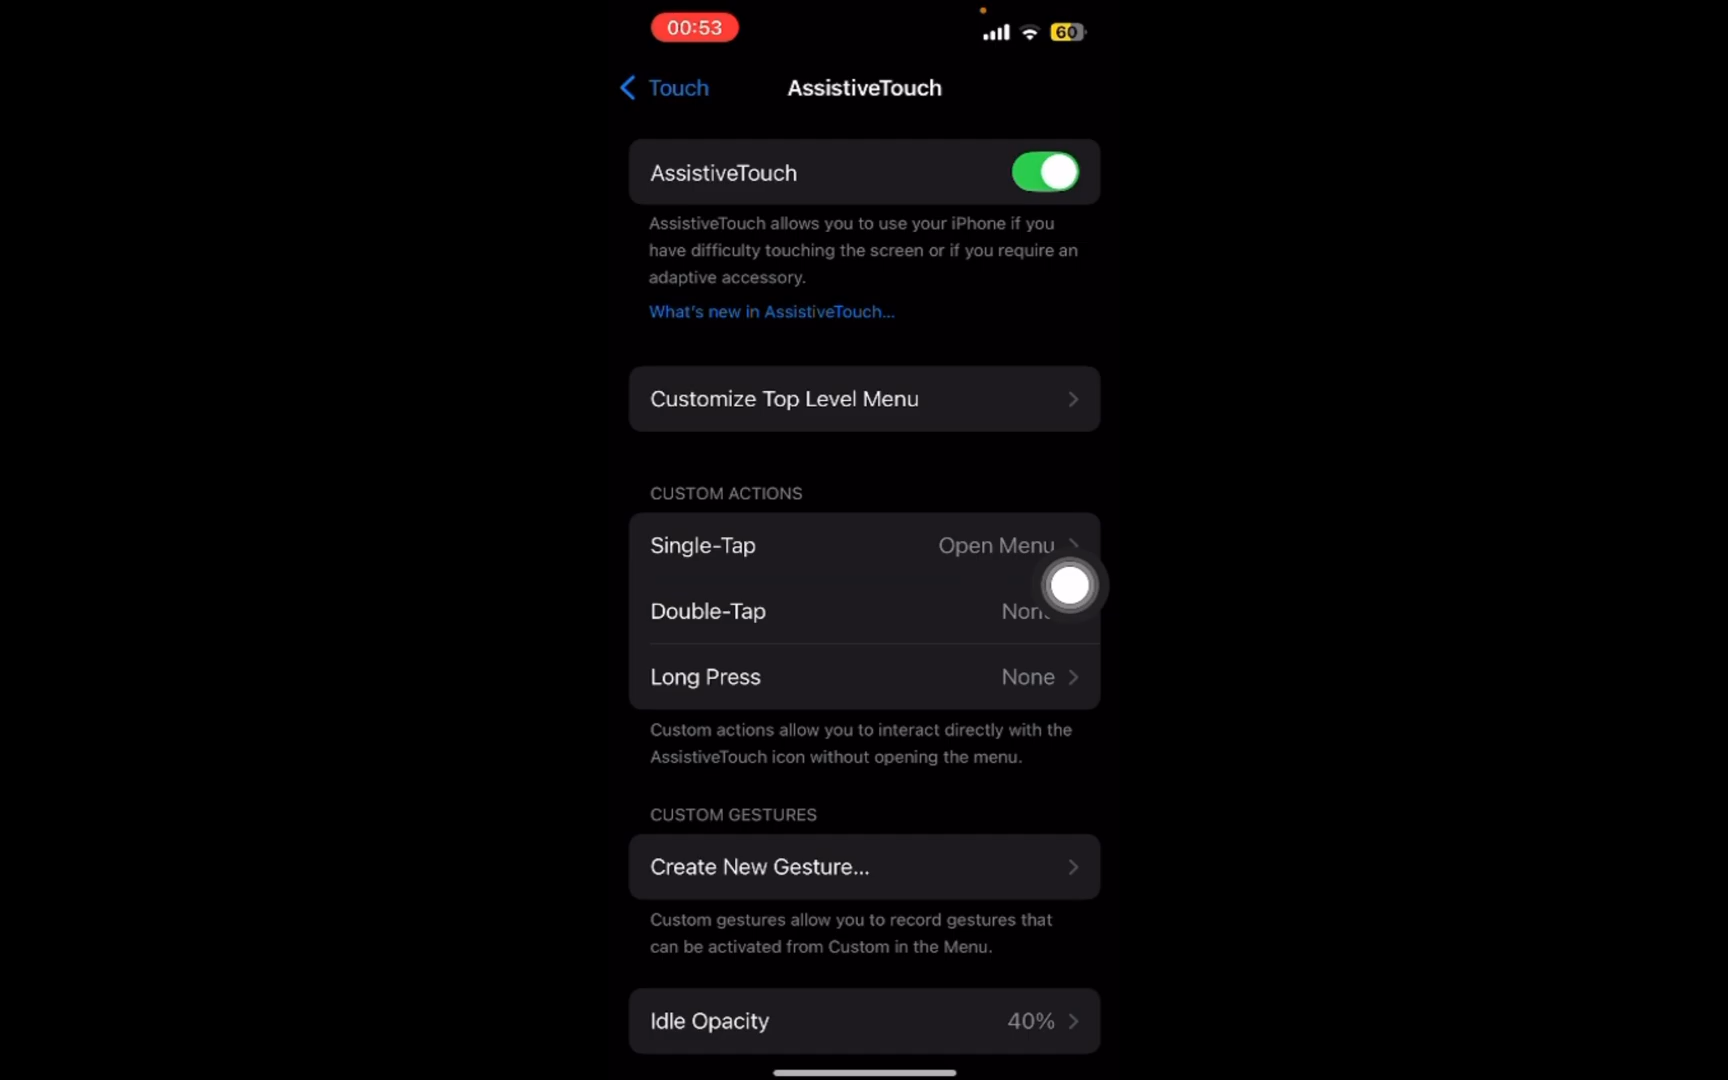 00:53
60
Touch
AssistiveTouch
AssistiveTouch
AssistiveTouch allows you to use your iPhone if you
have difficulty touching the screen or if you require an
adaptive accessory.
What's new in AssistiveTouch...
Customize Top Level Menu
CUSTOM ACTIONS
Single-Tap Open Menu
Double-Tap
Long Press None
Custom actions allow you to interact directly with the
AssistiveTouch icon without opening the menu.
CUSTOM GESTURES
Create New Gesture...
Custom gestures allow you to record gestures that
can be activated from Custom in the Menu.
Idle Opacity 40%